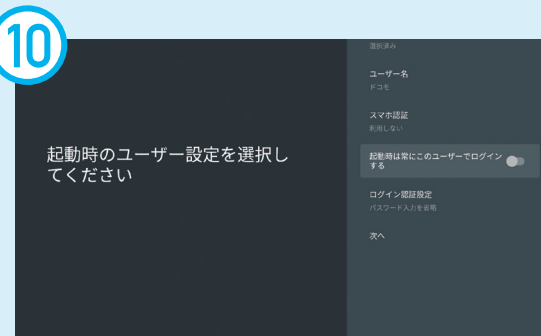 10
起動時のユーザー設定を選択し
てください
選択済み
ユーザー名
ドコモ
スマホ認証
利用しない
起動時は常にこのユーザーでログイン
する
ログイン認証設定
パスワード入力を省略
次へ